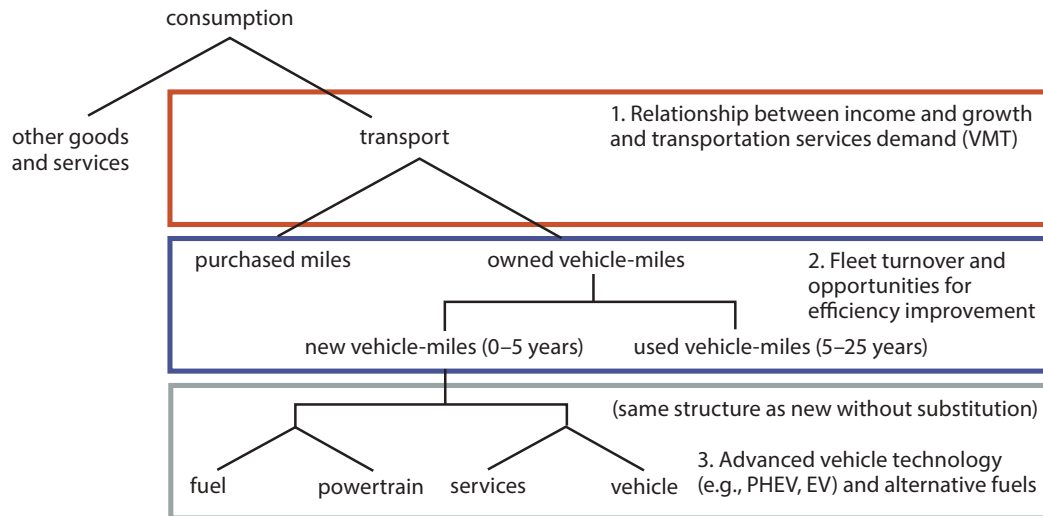 consumption
other goods
and services
transport
1. Relationship between income and growth
and transportation services demand (VMT)
purchased miles
owned vehicle-miles
2. Fleet turnover and
opportunities for
efficiency improvement
new vehicle-miles (0–5 years)
used vehicle-miles (5–25 years)
(same structure as new without substitution)
fuel
powertrain
services
vehicle
3. Advanced vehicle technology
(e.g., PHEV, EV) and alternative fuels